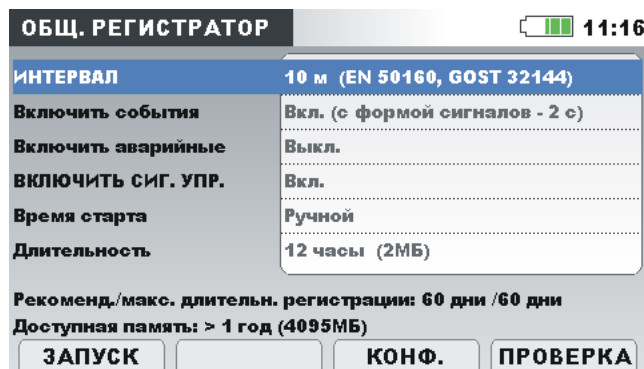 ОБЩ. РЕГИСТРАТОР 11:16
ИНТЕРВАЛ 10 м (EN 50160, GOST 32144)
Включить события Вкл. (с формой сигналов - 2 с)
Включить аварийные Выкл.
ВКЛЮЧИТЬ СИГ. УПР. Вкл.
Время старта Ручной
Длительность 12 часы (2МБ)
Рекоменд./макс. длительн. регистрации: 60 дни /60 дни
Доступная память: > 1 год (4095МБ)
ЗАПУСК КОНФ. ПРОВЕРКА